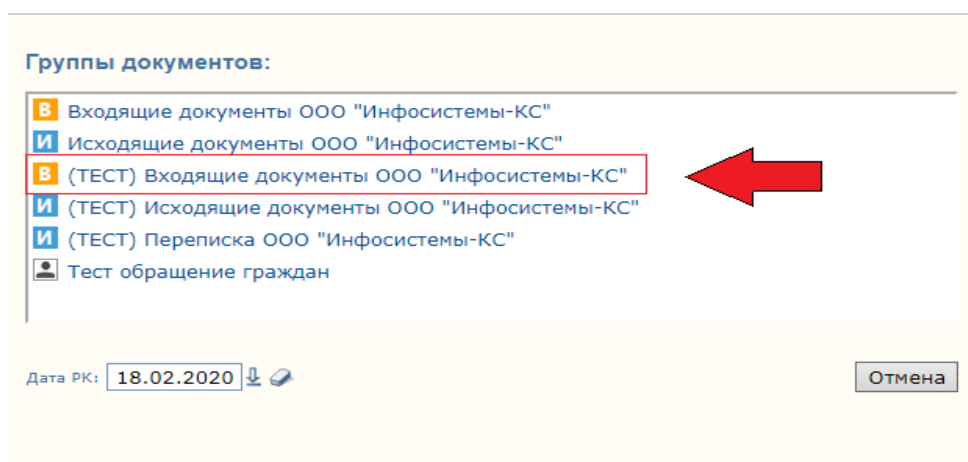 Группы документов:
В Входящие документы ООО "Инфосистемы-КС"
И Исходящие документы ООО "Инфосистемы-КС"
В (ТЕСТ) Входящие документы ООО "Инфосистемы-КС"
И (ТЕСТ) Исходящие документы ООО "Инфосистемы-КС"
И (ТЕСТ) Переписка ООО "Инфосистемы-КС"
Тест обращение граждан
Дата РК: 18.02.2020 Отмена